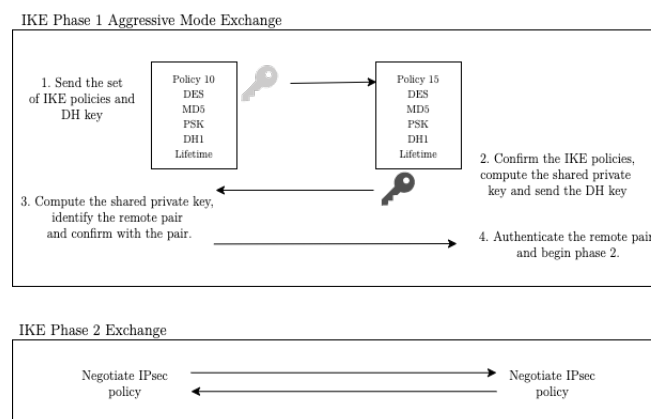 IKE Phase 1 Aggressive Mode Exchange
1. Send the set
of IKE policies and
DH key
Policy 10
DES
MD5
PSK
DH1
Lifetime
Policy 15
DES
MD5
PSK
DH1
Lifetime
2. Confirm the IKE policies,
compute the shared private
key and send the DH key
3. Compute the shared private key,
identify the remote pair
and confirm with the pair.
4. Authenticate the remote pair
and begin phase 2.
IKE Phase 2 Exchange
Negotiate IPsec
policy
Negotiate IPsec
policy